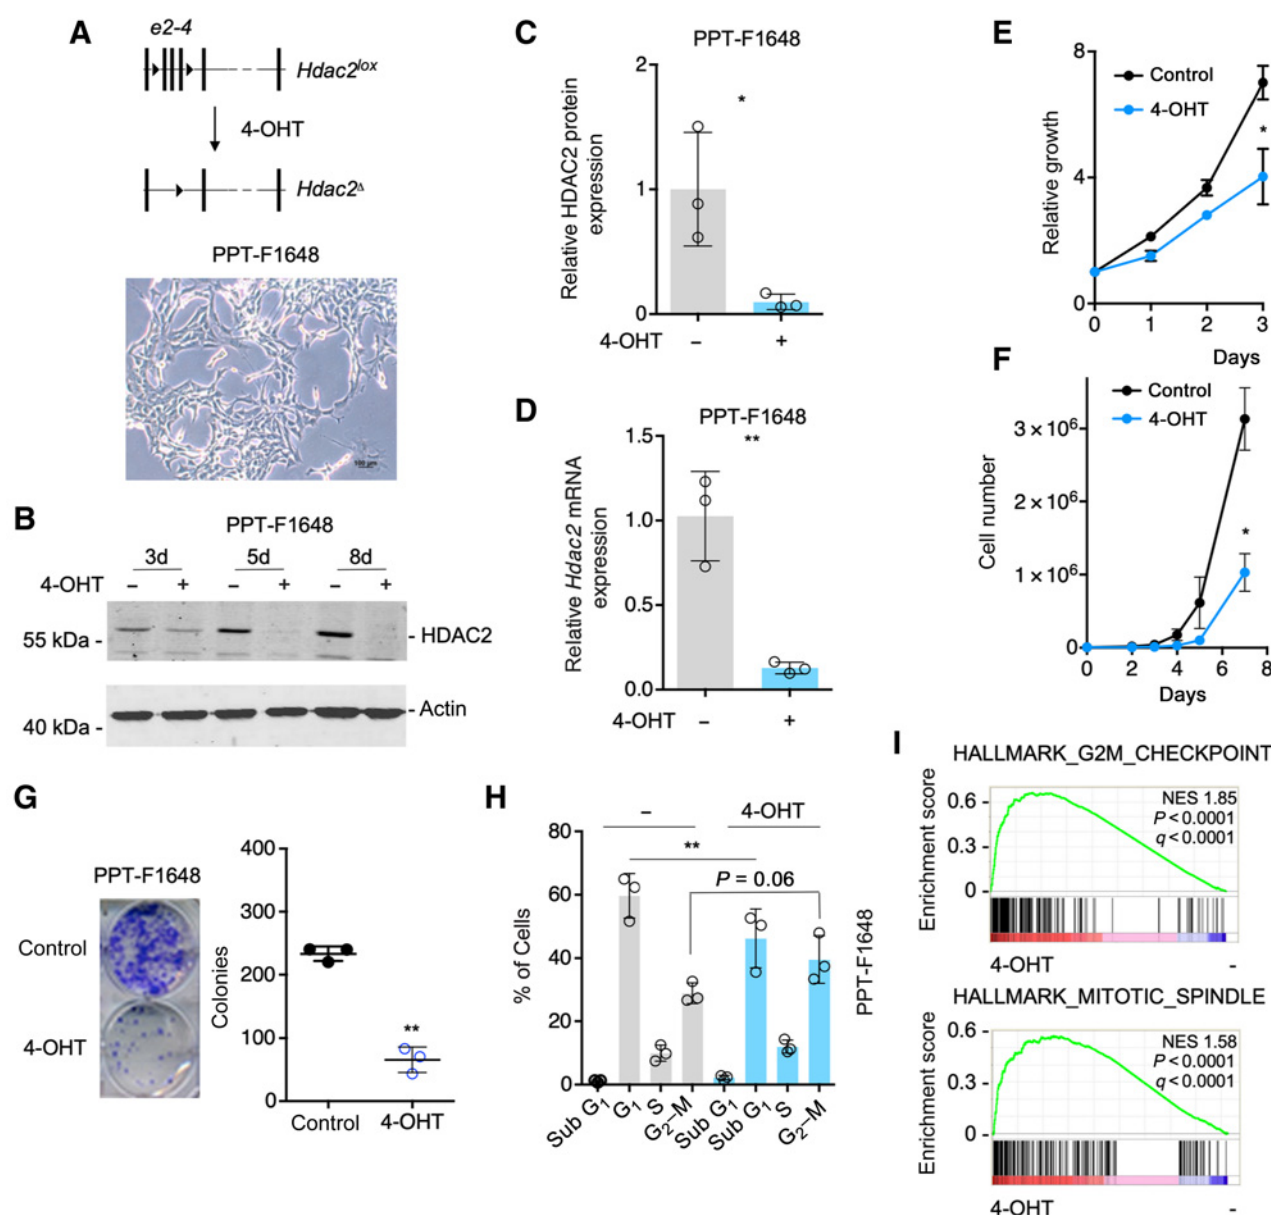 A
e2-4
Hdac2lox
4-OHT
Hdac2Δ
PPT-F1648
100 µm
B
PPT-F1648
3d 5d 8d
4-OHT – + – + – +
55 kDa -
- HDAC2
- Actin
40 kDa -
C
PPT-F1648
Relative HDAC2 protein
expression
2
1
0
*
4-OHT – +
D
PPT-F1648
Relative Hdac2 mRNA
expression
1.5
1.0
0.5
0.0
**
4-OHT – +
E
Relative growth
8
4
0
Control
4-OHT
*
0 1 2 3
Days
F
Cell number
Control
4-OHT
3 × 10⁶
2 × 10⁶
1 × 10⁶
0
*
0 2 4 6 8
Days
G
PPT-F1648
Control
4-OHT
Colonies
400
300
200
100
0
**
Control 4-OHT
H
% of Cells
80
60
40
20
0
– 4-OHT
**
P = 0.06
Sub G₁ G₁ S G₂–M Sub G₁ Sub G₁ S G₂–M
PPT-F1648
I
HALLMARK_G2M_CHECKPOINT
Enrichment score
0.6
0.3
0
NES 1.85
P < 0.0001
q < 0.0001
4-OHT -
HALLMARK_MITOTIC_SPINDLE
Enrichment score
0.6
0.3
0
NES 1.58
P < 0.0001
q < 0.0001
4-OHT -